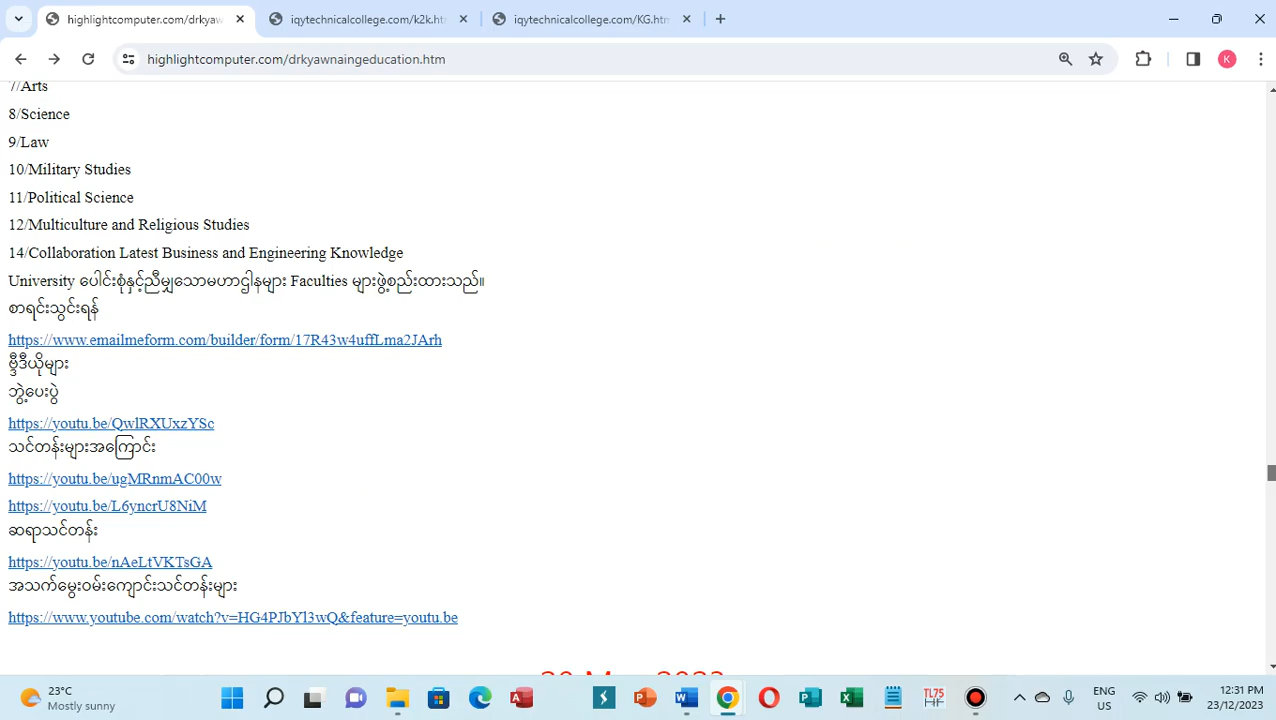 highlightcomputer.com/drkyaw
iqytechnicalcollege.com/k2k.htm
iqytechnicalcollege.com/KG.htm
highlightcomputer.com/drkyawnaingeducation.htm
K
7/Arts
8/Science
9/Law
10/Military Studies
11/Political Science
12/Multiculture and Religious Studies
14/Collaboration Latest Business and Engineering Knowledge
University ပေါင်းစုံနှင့်ညီမျှသောမဟာဌါနများ Faculties များဖွဲ့စည်းထားသည်။
စာရင်းသွင်းရန်
https://www.emailmeform.com/builder/form/17R43w4uffLma2JArh
ဗွီဒီယိုများ
ဘွဲ့ပေးပွဲ
https://youtu.be/QwlRXUxzYSc
သင်တန်းများအကြောင်း
https://youtu.be/ugMRnmAC00w
https://youtu.be/L6yncrU8NiM
ဆရာသင်တန်း
https://youtu.be/nAeLtVKTsGA
အသက်မွေးဝမ်းကျောင်းသင်တန်းများ
https://www.youtube.com/watch?v=HG4PJbYl3wQ&feature=youtu.be
23°C
Mostly sunny
TL75
ENG
US
12:31 PM
23/12/2023